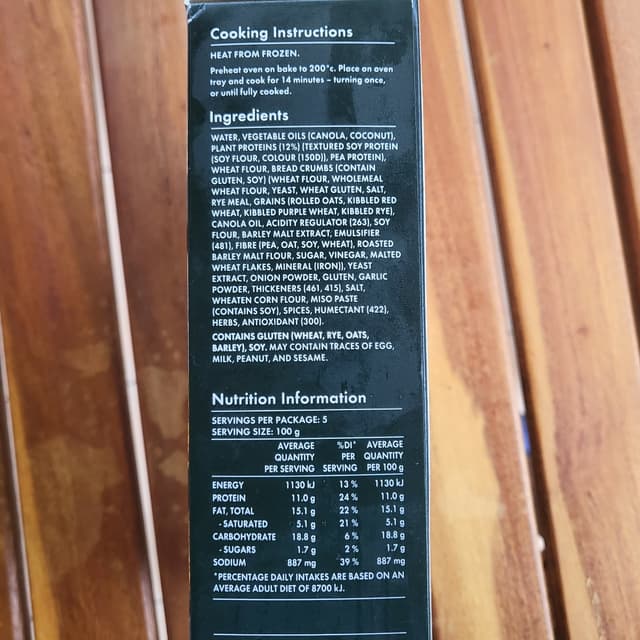 Cooking Instructions
HEAT FROM FROZEN.
Preheat oven on bake to 200°c. Place on oven
tray and cook for 14 minutes – turning once,
or until fully cooked.
Ingredients
WATER, VEGETABLE OILS (CANOLA, COCONUT),
PLANT PROTEINS (12%) (TEXTURED SOY PROTEIN
(SOY FLOUR, COLOUR (150D)), PEA PROTEIN),
WHEAT FLOUR, BREAD CRUMBS (CONTAIN
GLUTEN, SOY) (WHEAT FLOUR, WHOLEMEAL
WHEAT FLOUR, YEAST, WHEAT GLUTEN, SALT,
RYE MEAL, GRAINS (ROLLED OATS, KIBBLED RED
WHEAT, KIBBLED PURPLE WHEAT, KIBBLED RYE),
CANOLA OIL, ACIDITY REGULATOR (263), SOY
FLOUR, BARLEY MALT EXTRACT, EMULSIFIER
(481), FIBRE (PEA, OAT, SOY, WHEAT), ROASTED
BARLEY MALT FLOUR, SUGAR, VINEGAR, MALTED
WHEAT FLAKES, MINERAL (IRON)), YEAST
EXTRACT, ONION POWDER, GLUTEN, GARLIC
POWDER, THICKENERS (461, 415), SALT,
WHEATEN CORN FLOUR, MISO PASTE
(CONTAINS SOY), SPICES, HUMECTANT (422),
HERBS, ANTIOXIDANT (300).
CONTAINS GLUTEN (WHEAT, RYE, OATS,
BARLEY), SOY. MAY CONTAIN TRACES OF EGG,
MILK, PEANUT, AND SESAME.
Nutrition Information
SERVINGS PER PACKAGE: 5
SERVING SIZE: 100 g
AVERAGE %DI* AVERAGE
QUANTITY PER QUANTITY
PER SERVING SERVING PER 100 g
ENERGY 1130 kJ 13 % 1130 kJ
PROTEIN 11.0 g 24 % 11.0 g
FAT, TOTAL 15.1 g 22 % 15.1 g
- SATURATED 5.1 g 21 % 5.1 g
CARBOHYDRATE 18.8 g 6 % 18.8 g
- SUGARS 1.7 g 2 % 1.7 g
SODIUM 887 mg 39 % 887 mg
*PERCENTAGE DAILY INTAKES ARE BASED ON AN
AVERAGE ADULT DIET OF 8700 kJ.